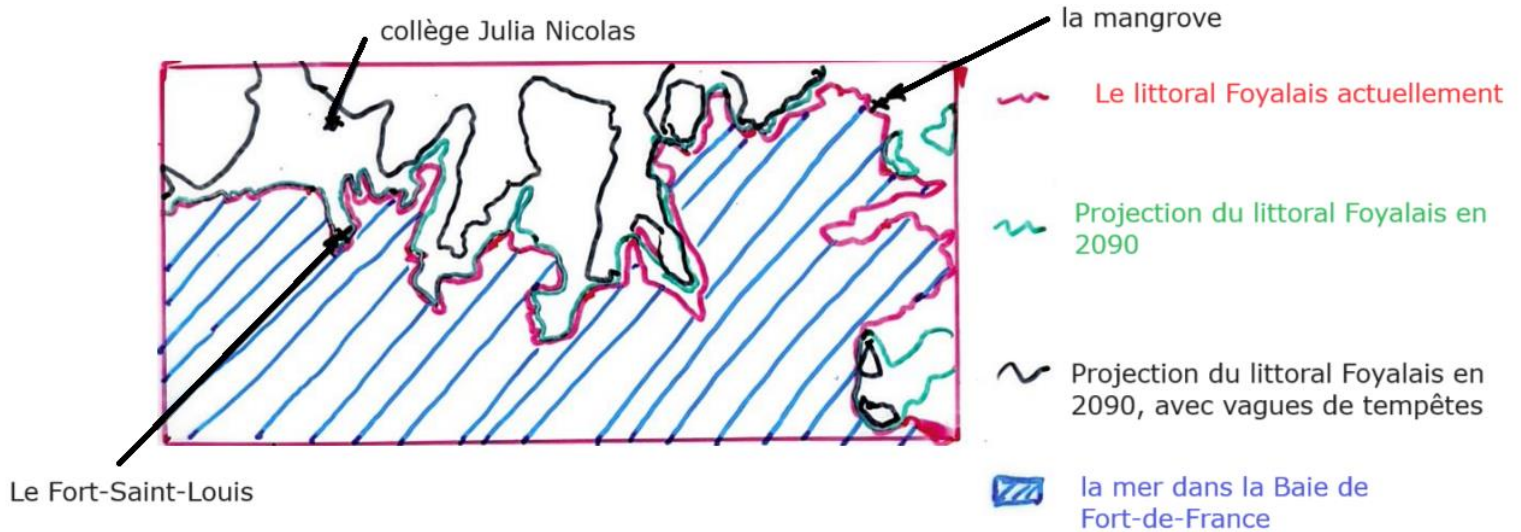 collège Julia Nicolas
la mangrove
Le littoral Foyalais actuellement
Projection du littoral Foyalais en
2090
Projection du littoral Foyalais en
2090, avec vagues de tempêtes
Le Fort-Saint-Louis
la mer dans la Baie de
Fort-de-France